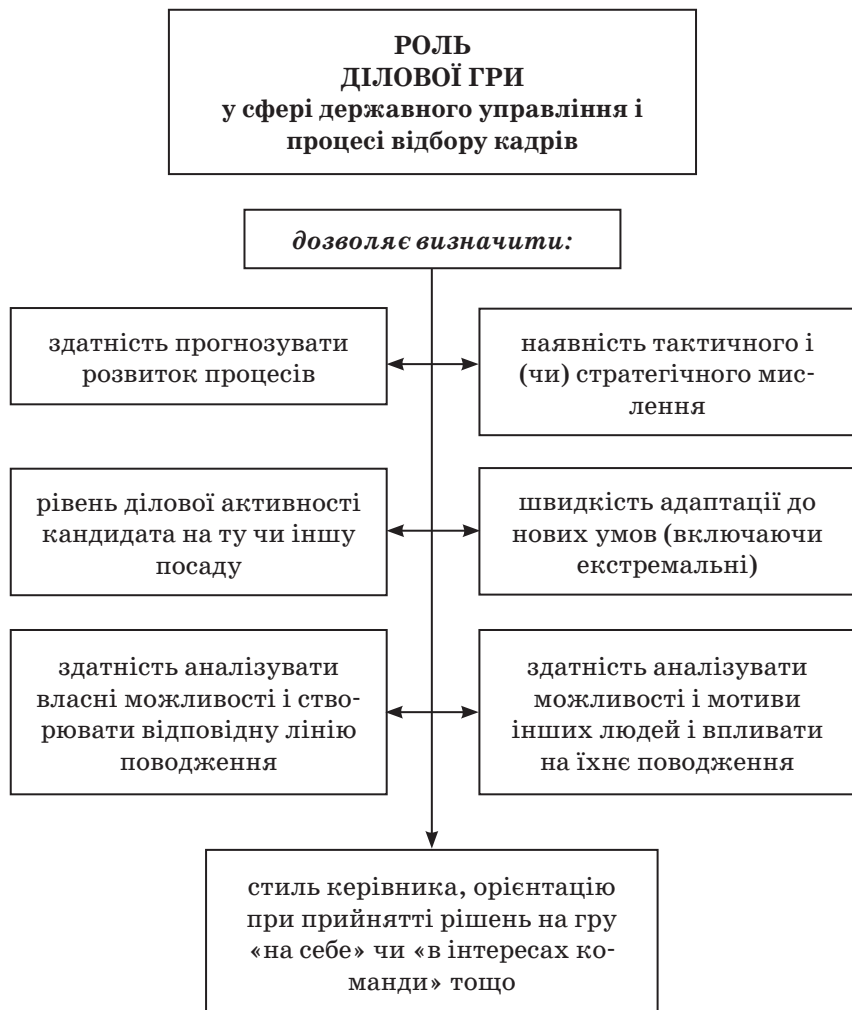 РОЛЬ
ДІЛОВОЇ ГРИ
у сфері державного управління і
процесі відбору кадрів
дозволяє визначити:
здатність прогнозувати
розвиток процесів
наявність тактичного і
(чи) стратегічного мис-
лення
рівень ділової активності
кандидата на ту чи іншу
посаду
швидкість адаптації до
нових умов (включаючи
екстремальні)
здатність аналізувати
власні можливості і ство-
рювати відповідну лінію
поводження
здатність аналізувати
можливості і мотиви
інших людей і впливати
на їхнє поводження
стиль керівника, орієнтацію
при прийнятті рішень на гру
«на себе» чи «в інтересах ко-
манди» тощо